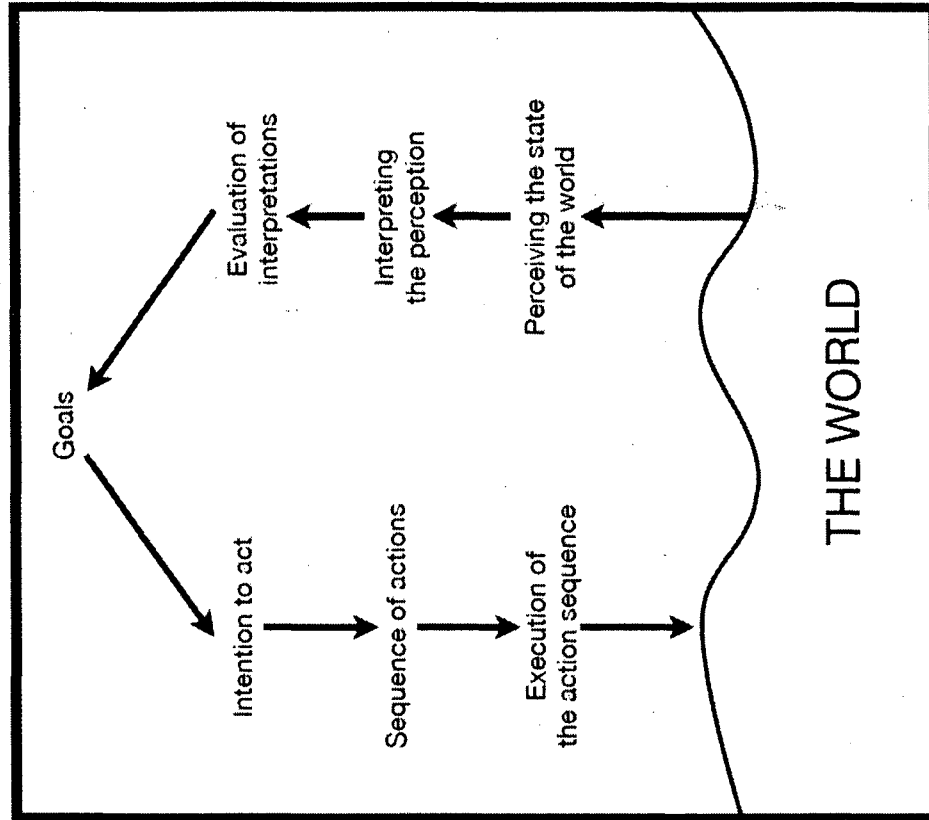 Goals
Intention to act
Sequence of actions
Execution of
the action sequence
Evaluation of
interpretations
Interpreting
the perception
Perceiving the state
of the world
THE WORLD